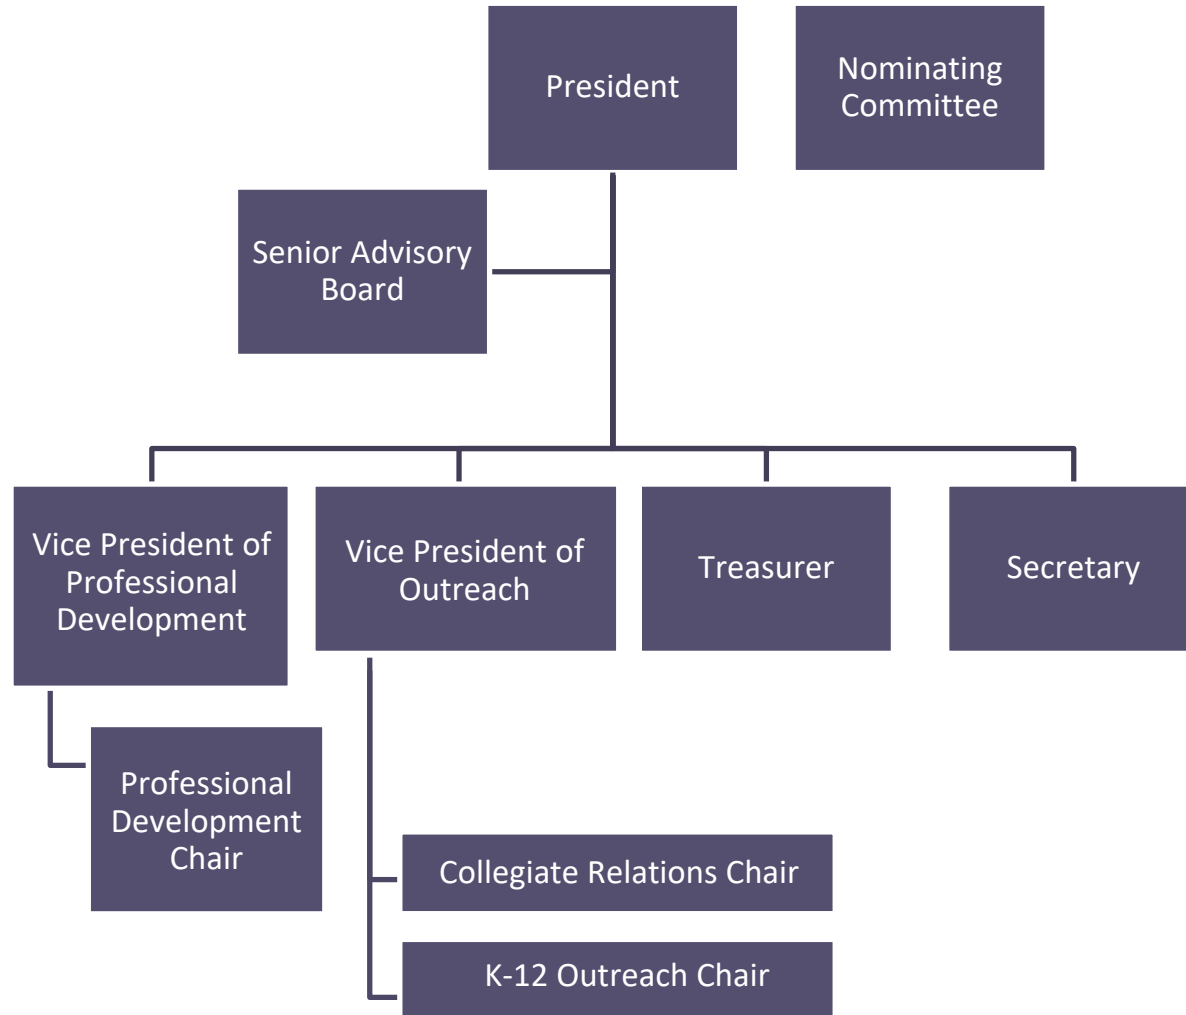 President
Nominating
Committee
Senior Advisory
Board
Vice President of
Professional
Development
Vice President of
Outreach
Treasurer
Secretary
Professional
Development
Chair
Collegiate Relations Chair
K-12 Outreach Chair